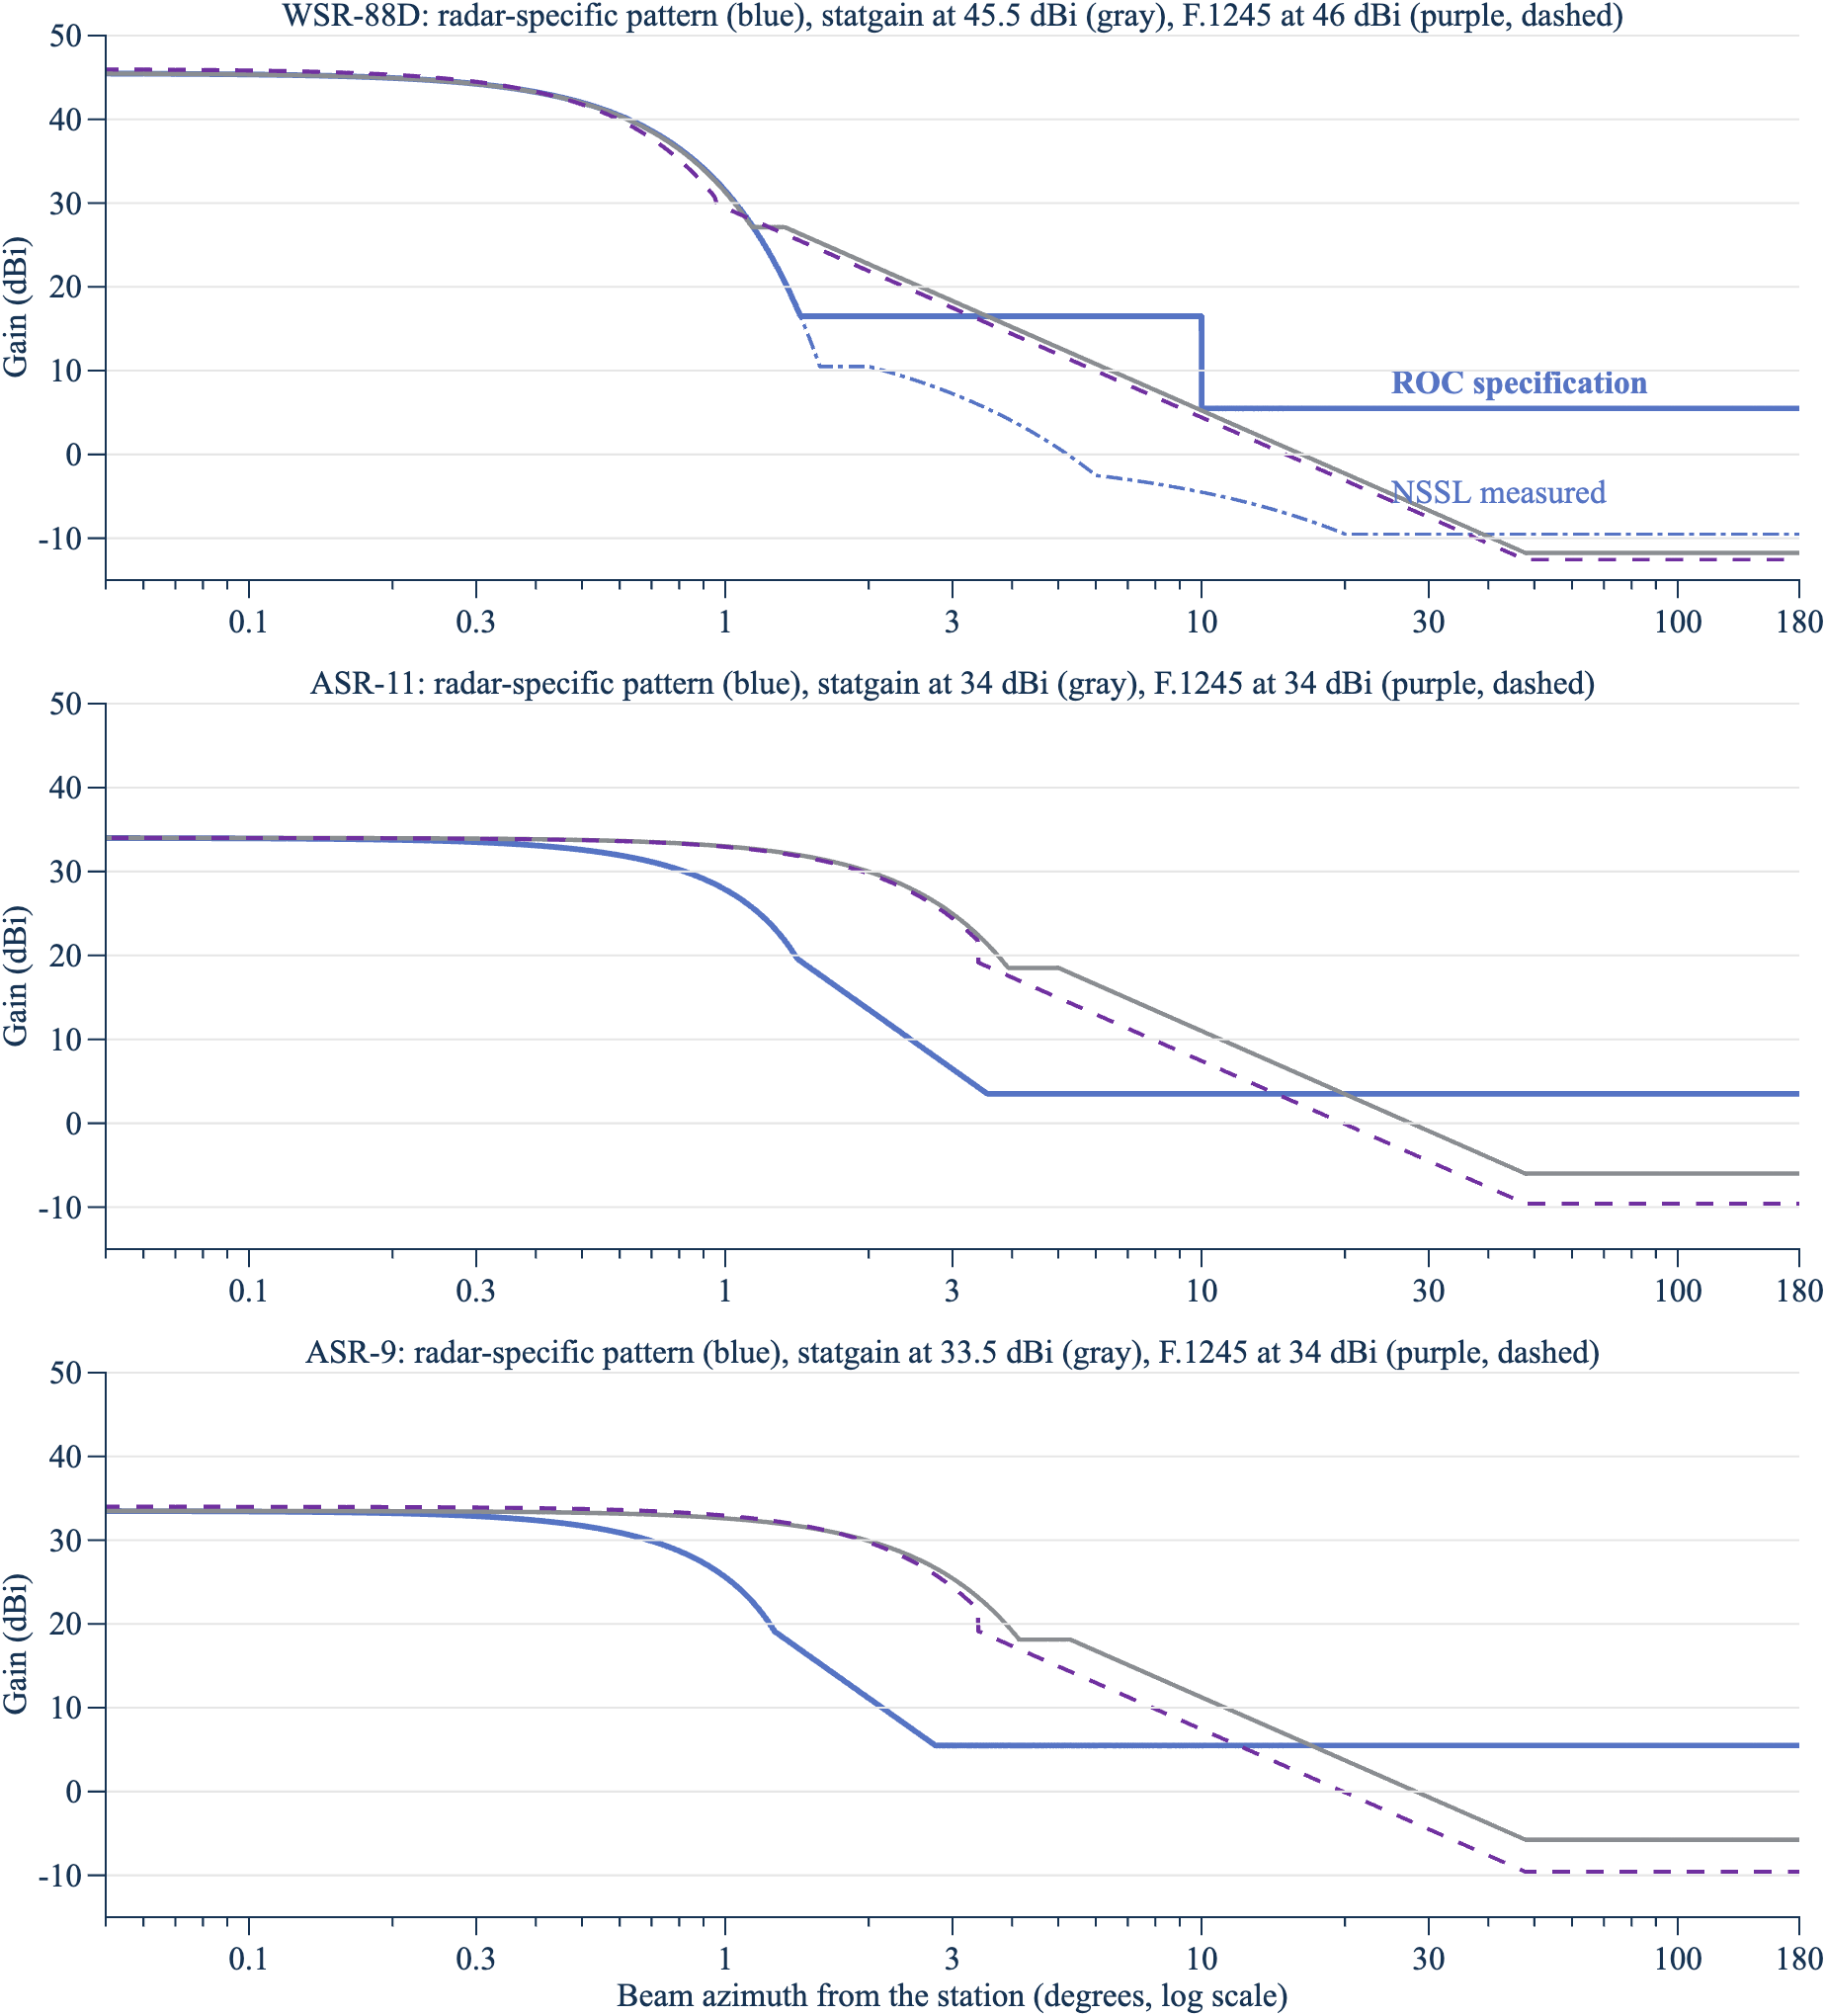 WSR-88D: radar-specific pattern (blue), statgain at 45.5 dBi (gray), F.1245 at 46 dBi (purple, dashed)
50
40
30
20
10
0
-10
Gain (dBi)
ROC specification
NSSL measured
0.1 0.3 1 3 10 30 100 180
ASR-11: radar-specific pattern (blue), statgain at 34 dBi (gray), F.1245 at 34 dBi (purple, dashed)
50
40
30
20
10
0
-10
Gain (dBi)
0.1 0.3 1 3 10 30 100 180
ASR-9: radar-specific pattern (blue), statgain at 33.5 dBi (gray), F.1245 at 34 dBi (purple, dashed)
50
40
30
20
10
0
-10
Gain (dBi)
0.1 0.3 1 3 10 30 100 180
Beam azimuth from the station (degrees, log scale)